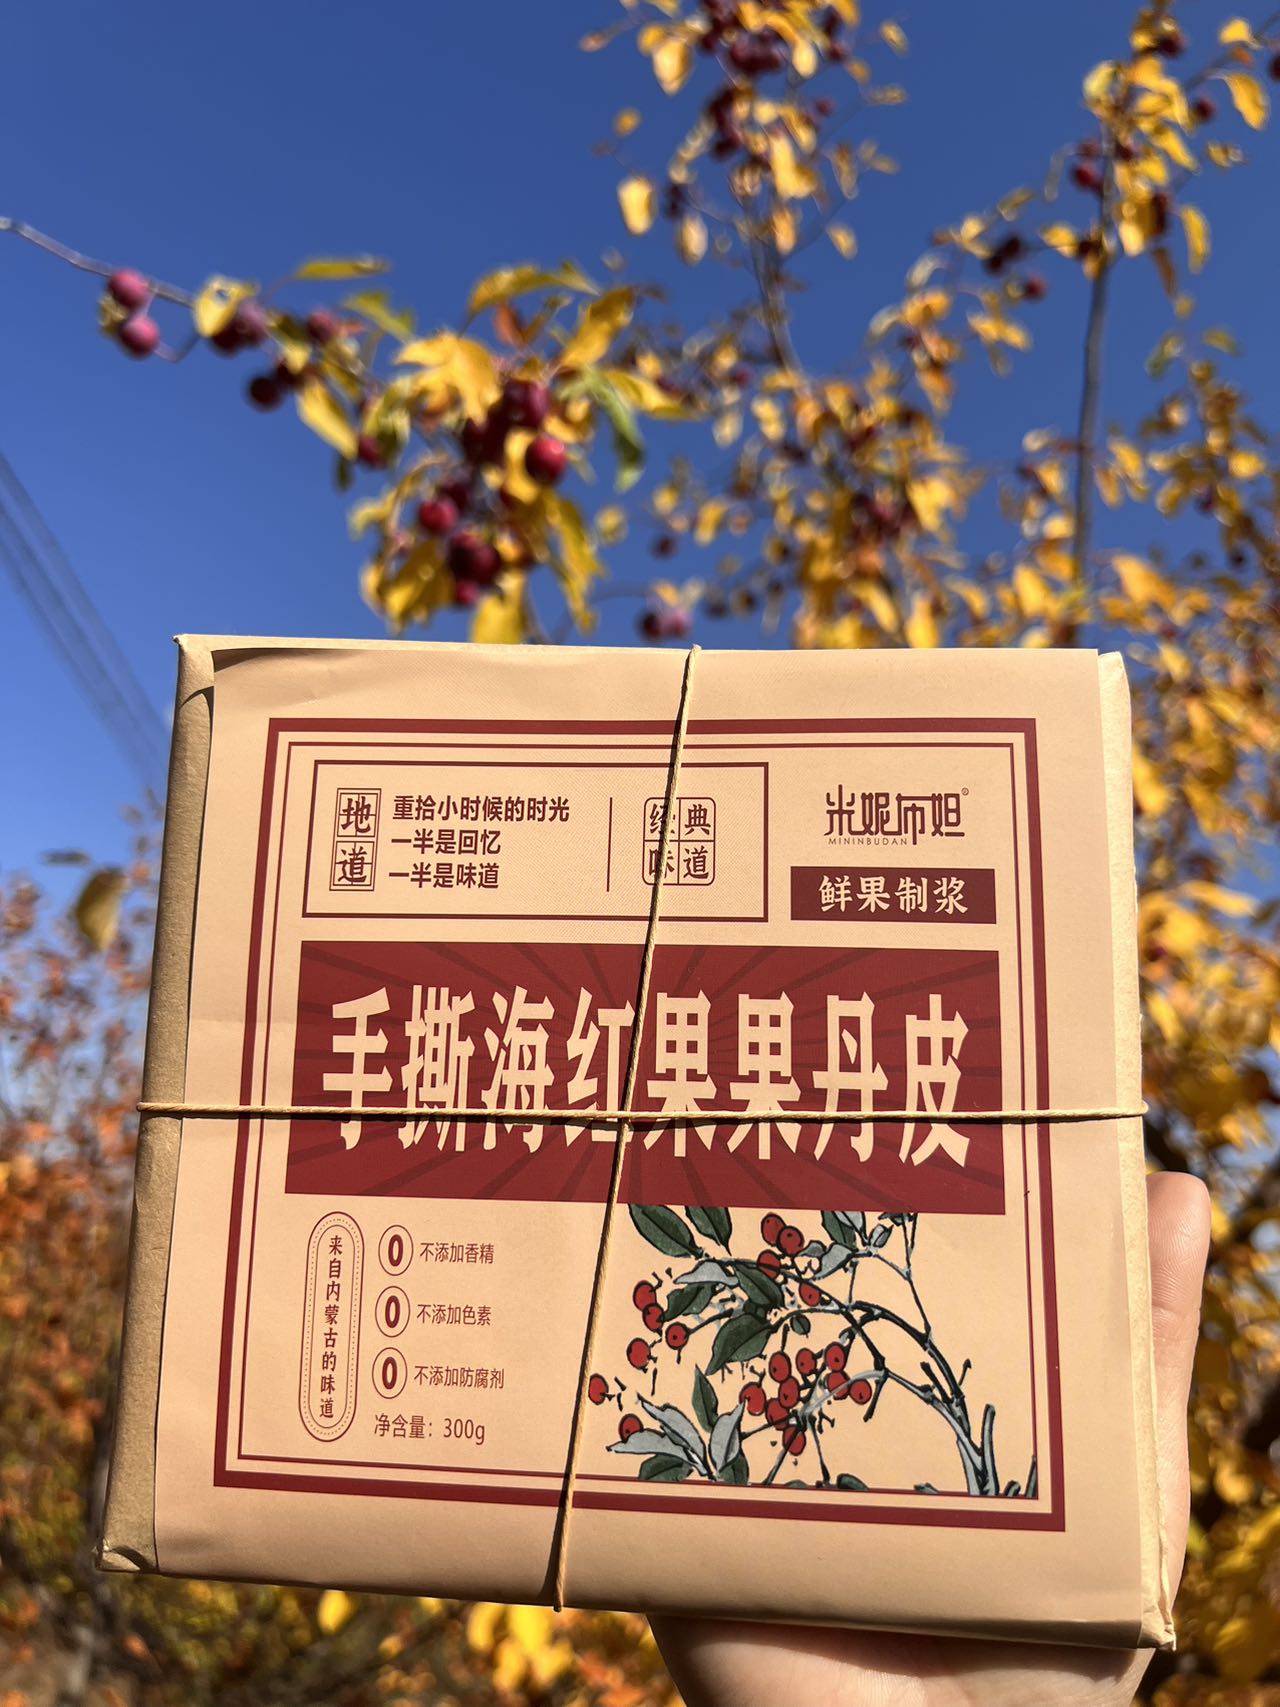 地道
重拾小时候的时光
一半是回忆
一半是味道
经典
味道
米妮布妲®
MININBUDAN
鲜果制浆
手撕海红果果丹皮
来自内蒙古的味道
0 不添加香精
0 不添加色素
0 不添加防腐剂
净含量：300g